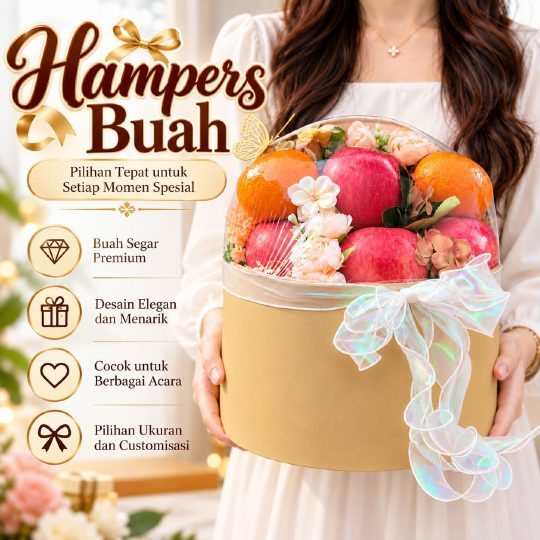 Hampers
Buah
Pilihan Tepat untuk
Setiap Momen Spesial
Buah Segar
Premium
Desain Elegan
dan Menarik
Cocok untuk
Berbagai Acara
Pilihan Ukuran
dan Customisasi